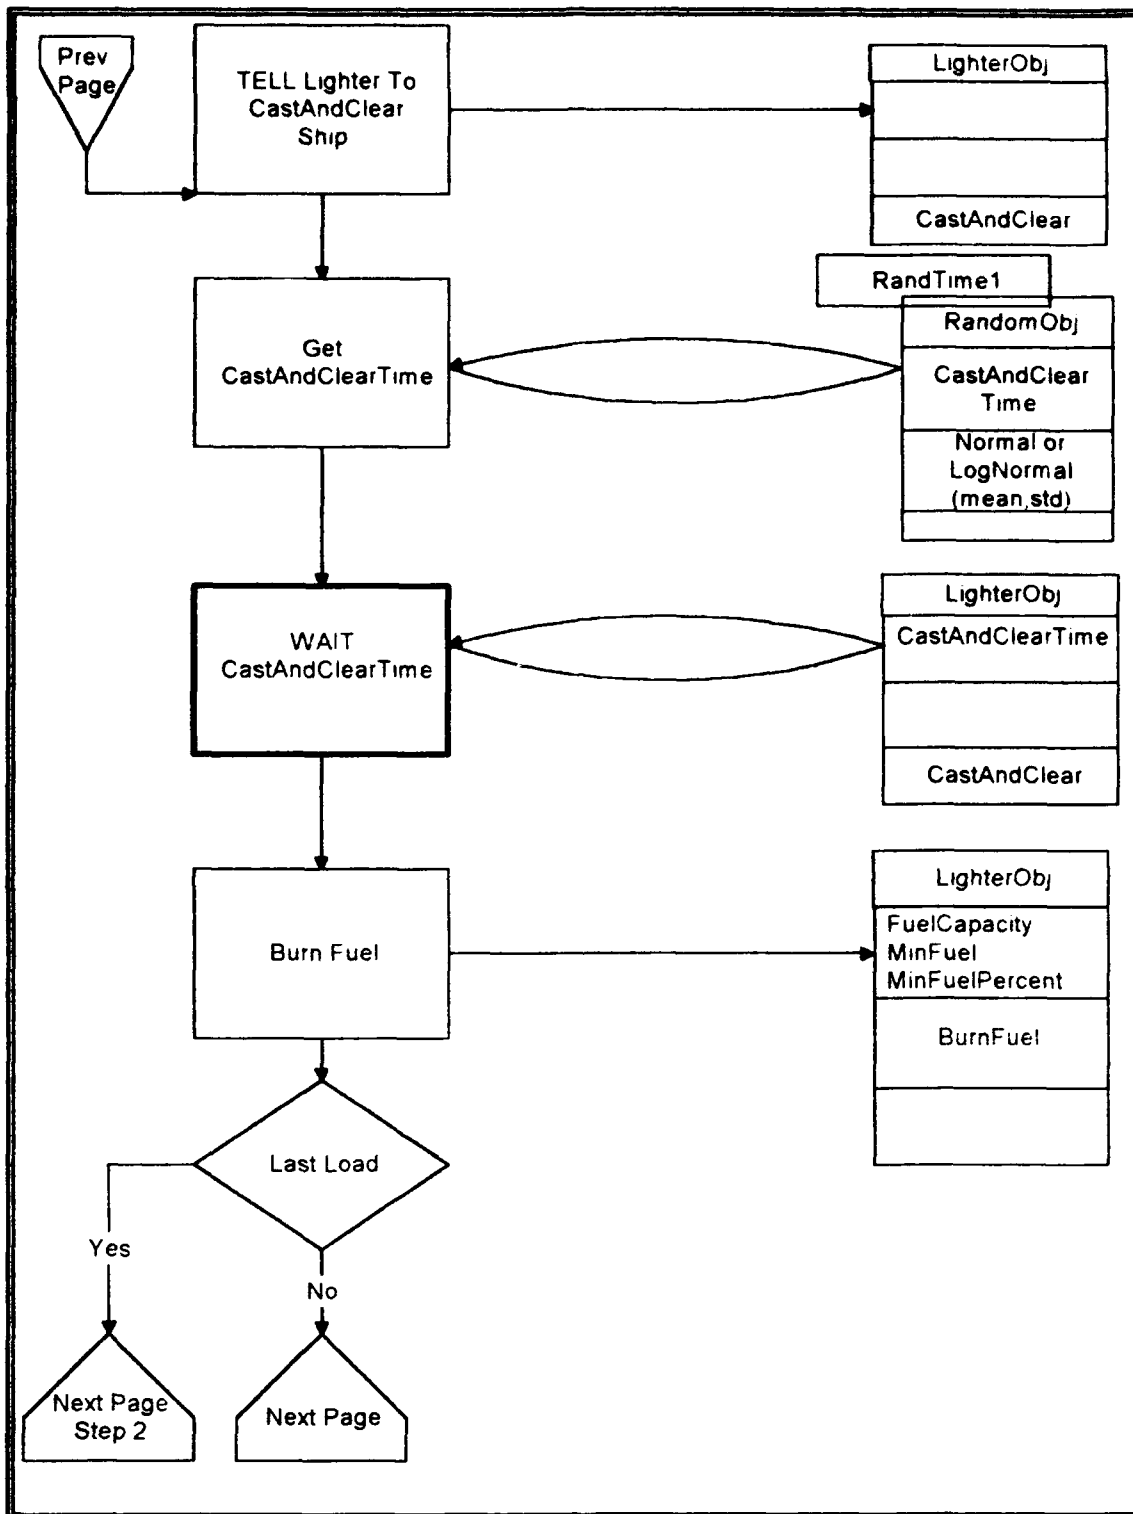 Prev
Page
TELL Lighter To
CastAndClear
Ship
LighterObj
CastAndClear
RandTime1
RandomObj
CastAndClear
Time
Normal or
LogNormal
(mean,std)
Get
CastAndClearTime
WAIT
CastAndClearTime
LighterObj
CastAndClearTime
CastAndClear
Burn Fuel
LighterObj
FuelCapacity
MinFuel
MinFuelPercent
BurnFuel
Last Load
Yes
No
Next Page
Step 2
Next Page